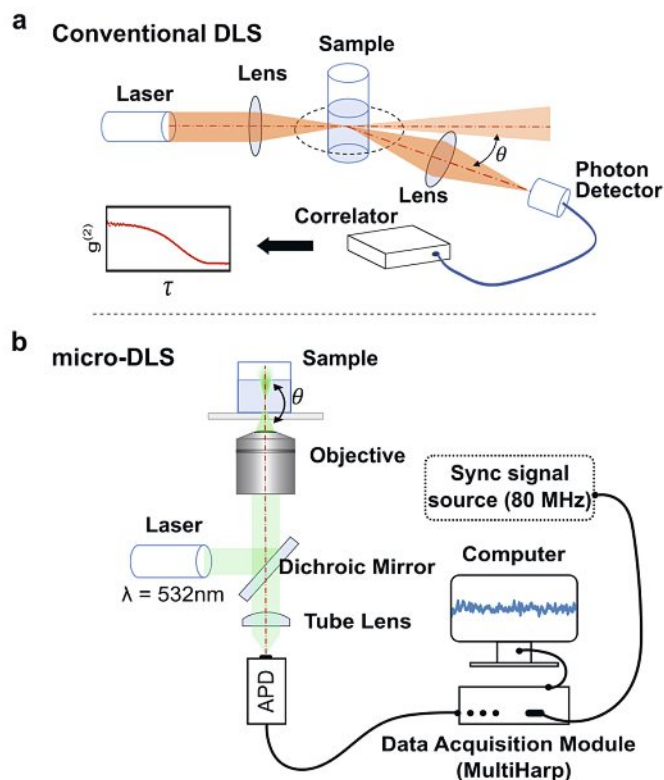 a
Conventional DLS
Sample
Lens
Laser
θ
Lens
Photon
Detector
Correlator
g(2)
τ
b
micro-DLS
Sample
θ
Objective
Sync signal
source (80 MHz)
Laser
Computer
Dichroic Mirror
λ = 532nm
Tube Lens
APD
Data Acquisition Module
(MultiHarp)